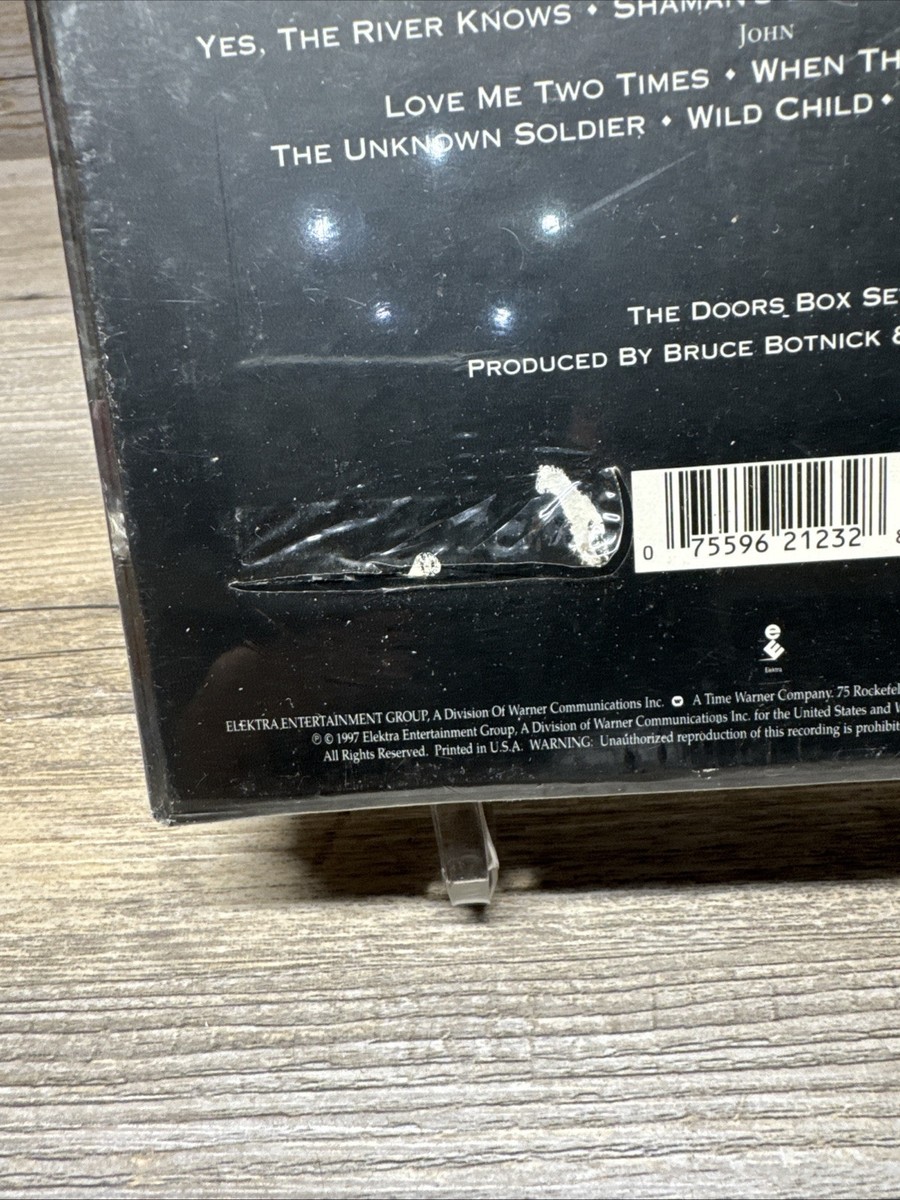 YES, THE RIVER KNOWS • SHAMAN'S
JOHN
LOVE ME TWO TIMES • WHEN TH
THE UNKNOWN SOLDIER • WILD CHILD •
THE DOORS BOX SE
PRODUCED BY BRUCE BOTNICK &
0 75596 21232 8
Elektra
ELEKTRA ENTERTAINMENT GROUP, A Division Of Warner Communications Inc. A Time Warner Company. 75 Rockefel
℗ © 1997 Elektra Entertainment Group, A Division of Warner Communications Inc. for the United States and W
All Rights Reserved. Printed in U.S.A. WARNING: Unauthorized reproduction of this recording is prohibit